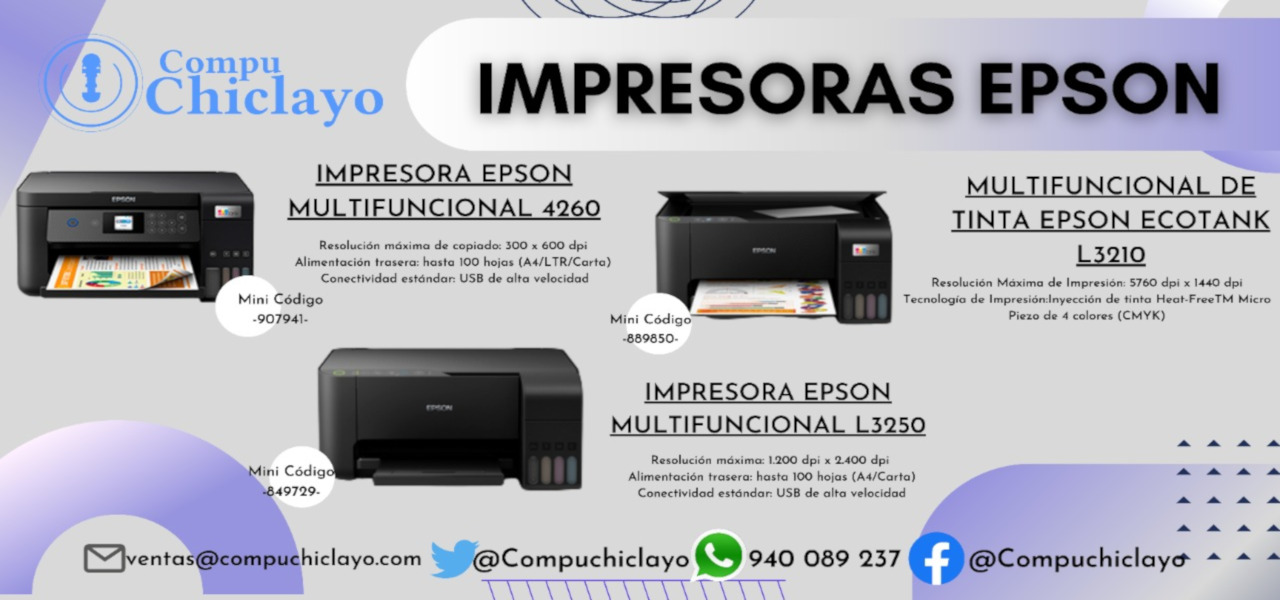 Compu
Chiclayo
IMPRESORAS EPSON
IMPRESORA EPSON
MULTIFUNCIONAL 4260
Resolución máxima de copiado: 300 x 600 dpi
Alimentación trasera: hasta 100 hojas (A4/LTR/Carta)
Conectividad estándar: USB de alta velocidad
EPSON
Mini Código
-907941-
MULTIFUNCIONAL DE
TINTA EPSON ECOTANK
L3210
Resolución Máxima de Impresión: 5760 dpi x 1440 dpi
Tecnología de Impresión:Inyección de tinta Heat-FreeTM Micro
Piezo de 4 colores (CMYK)
EPSON
Mini Código
-889850-
IMPRESORA EPSON
MULTIFUNCIONAL L3250
Resolución máxima: 1.200 dpi x 2.400 dpi
Alimentación trasera: hasta 100 hojas (A4/Carta)
Conectividad estándar: USB de alta velocidad
EPSON
Mini Código
-849729-
ventas@compuchiclayo.com @Compuchiclayo 940 089 237 @Compuchiclayo